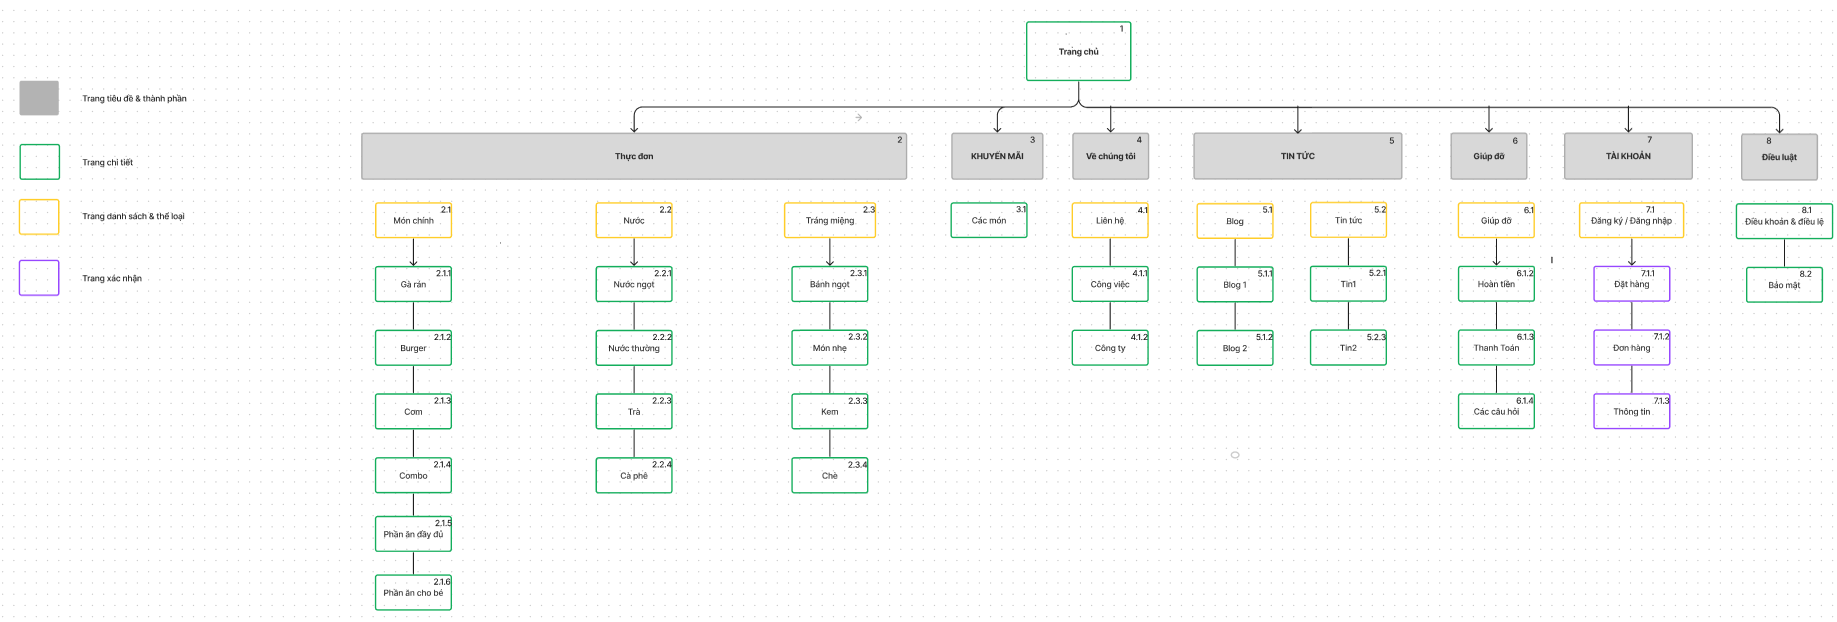 1
Trang chủ
Trang tiêu đề & thành phần
Trang chi tiết
Trang danh sách & thể loại
Trang xác nhận
2
Thực đơn
3
KHUYẾN MÃI
4
Về chúng tôi
5
TIN TỨC
6
Giúp đỡ
7
TÀI KHOẢN
8
Điều luật
2.1
Món chính
2.1.1
Gà rán
2.1.2
Burger
2.1.3
Cơm
2.1.4
Combo
2.1.5
Phần ăn đầy đủ
2.1.6
Phần ăn cho bé
2.2
Nước
2.2.1
Nước ngọt
2.2.2
Nước thường
2.2.3
Trà
2.2.4
Cà phê
2.3
Tráng miệng
2.3.1
Bánh ngọt
2.3.2
Món nhẹ
2.3.3
Kem
2.3.4
Chè
3.1
Các món
4.1
Liên hệ
4.1.1
Công việc
4.1.2
Công ty
5.1
Blog
5.1.1
Blog 1
5.1.2
Blog 2
5.2
Tin tức
5.2.1
Tin1
5.2.3
Tin2
6.1
Giúp đỡ
6.1.2
Hoàn tiền
6.1.3
Thanh Toán
6.1.4
Các câu hỏi
7.1
Đăng ký / Đăng nhập
7.1.1
Đặt hàng
7.1.2
Đơn hàng
7.1.3
Thông tin
8.1
Điều khoản & điều lệ
8.2
Bảo mật